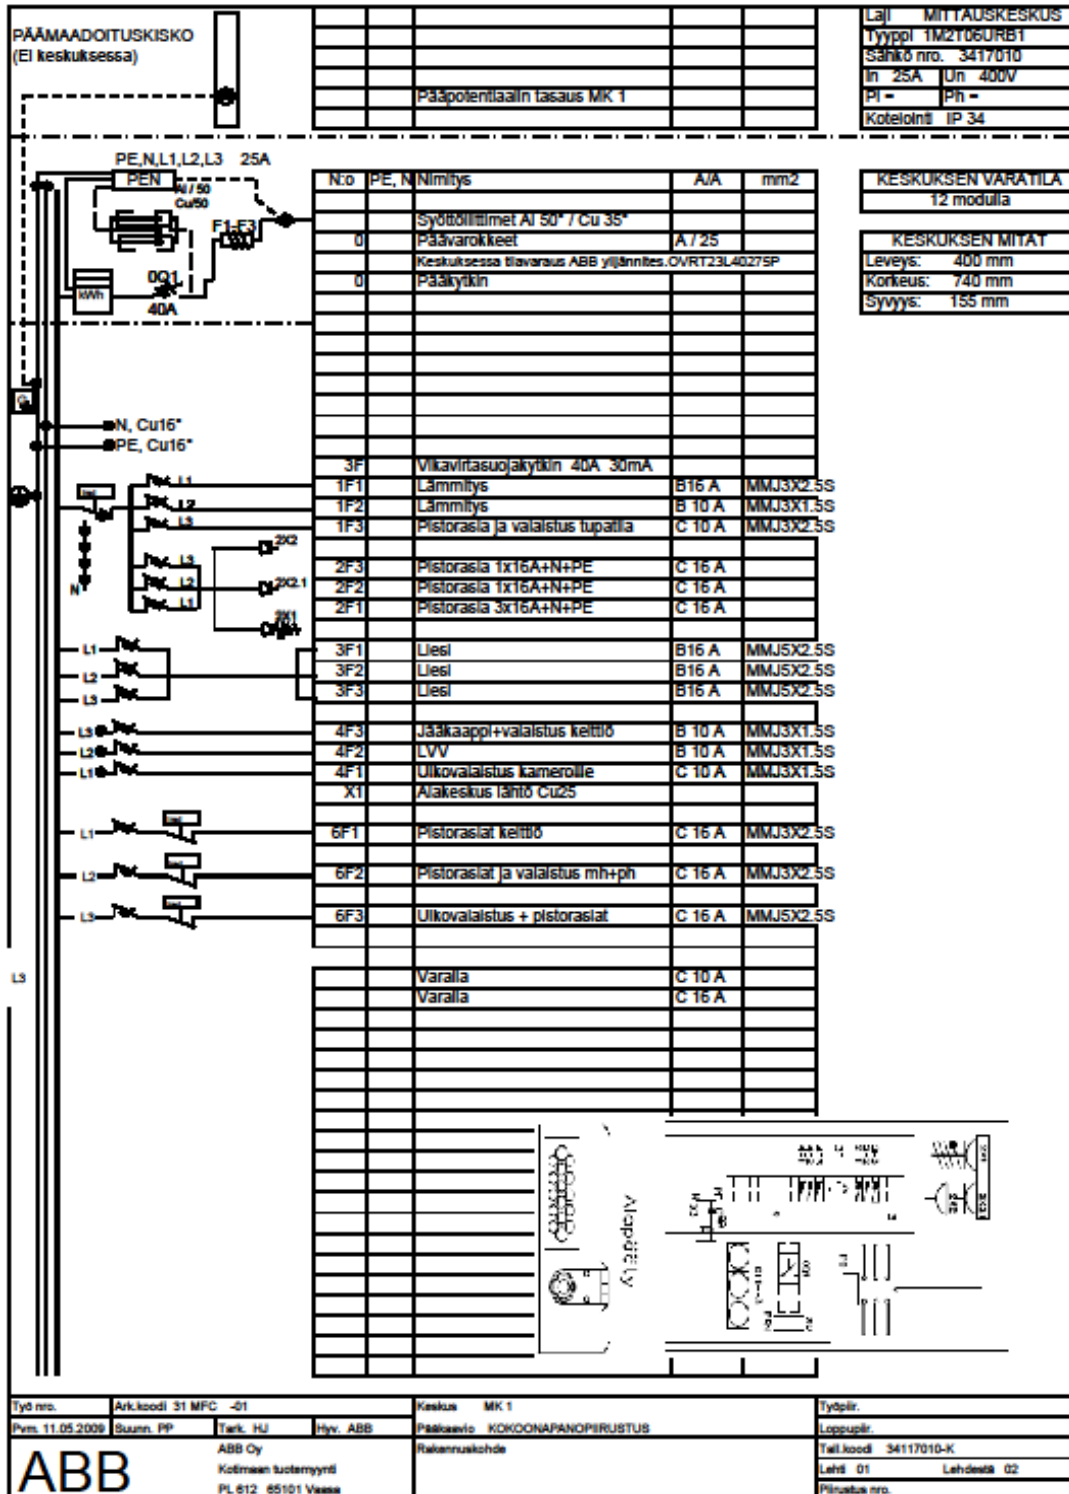 PÄÄMAADOITUSKISKO
(EI keskuksessa)
Pääpotentiaalin tasaus MK 1
Laji MITTAUSKESKUS
Tyyppi 1M2T06URB1
Sähkö nro. 3417010
In 25A Un 400V
Pi = Ph =
Kotelointi IP 34
PE,N,L1,L2,L3 25A
PEN
Al / 50
Cu/50
F1-F3
0Q1
kWh
40A
N:o PE, N Nimitys A/A mm2
Syöttöliittimet Al 50" / Cu 35"
0 Päävarokkeet A / 25
Keskuksessa tilavaraus ABB ylijännites.OVRT23L40275P
0 Pääkytkin
KESKUKSEN VARATILA
12 modulia
KESKUKSEN MITAT
Leveys: 400 mm
Korkeus: 740 mm
Syvyys: 155 mm
N, Cu16"
PE, Cu16"
3F Vikavirtasuojakytkin 40A 30mA
L1 1F1 Lämmitys B16 A MMJ3X2.5S
L2 1F2 Lämmitys B 10 A MMJ3X1.5S
L3 1F3 Pistorasia ja valaistus tupatila C 10 A MMJ3X2.5S
2X2
L3 2F3 Pistorasia 1x16A+N+PE C 16 A
L2 2X2.1 2F2 Pistorasia 1x16A+N+PE C 16 A
N L1 2F1 Pistorasia 3x16A+N+PE C 16 A
2X1
L1 3F1 Liesi B16 A MMJ5X2.5S
L2 3F2 Liesi B16 A MMJ5X2.5S
L3 3F3 Liesi B16 A MMJ5X2.5S
L3 4F3 Jääkaappi+valaistus keittiö B 10 A MMJ3X1.5S
L2 4F2 LVV B 10 A MMJ3X1.5S
L1 4F1 Ulkovalaistus kameroille C 10 A MMJ3X1.5S
X1 Alakeskus lähtö Cu25
L1 6F1 Pistorasiat keittiö C 16 A MMJ3X2.5S
L2 6F2 Pistorasiat ja valaistus mh+ph C 16 A MMJ3X2.5S
L3 6F3 Ulkovalaistus + pistorasiat C 16 A MMJ5X2.5S
L3
Varalla C 10 A
Varalla C 16 A
Työ nro. Ark.koodi 31 MFC -01 Keskus MK 1 Työpiir.
Pvm. 11.05.2009 Suunn. PP Tark. HJ Hyv. ABB Pääkaavio KOKOONAPANOPIIRUSTUS Loppupiir.
ABB
ABB Oy
Kotimaan tuotemyynti
PL 612 65101 Vaasa
Rakennuskohde
Tall.koodi 34117010-K
Lehti 01 Lehdestä 02
Piirustus nro.